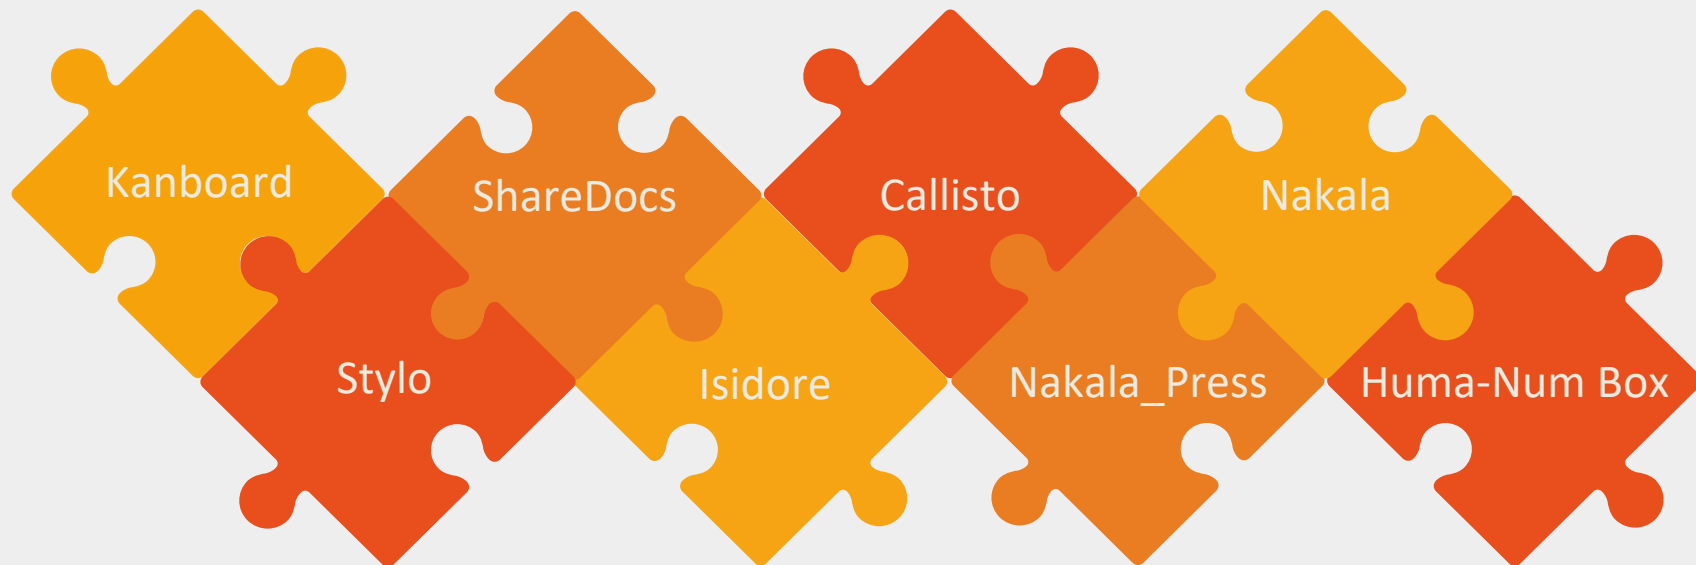 Kanboard
ShareDocs
Callisto
Nakala
Stylo
Isidore
Nakala_Press
Huma-Num Box